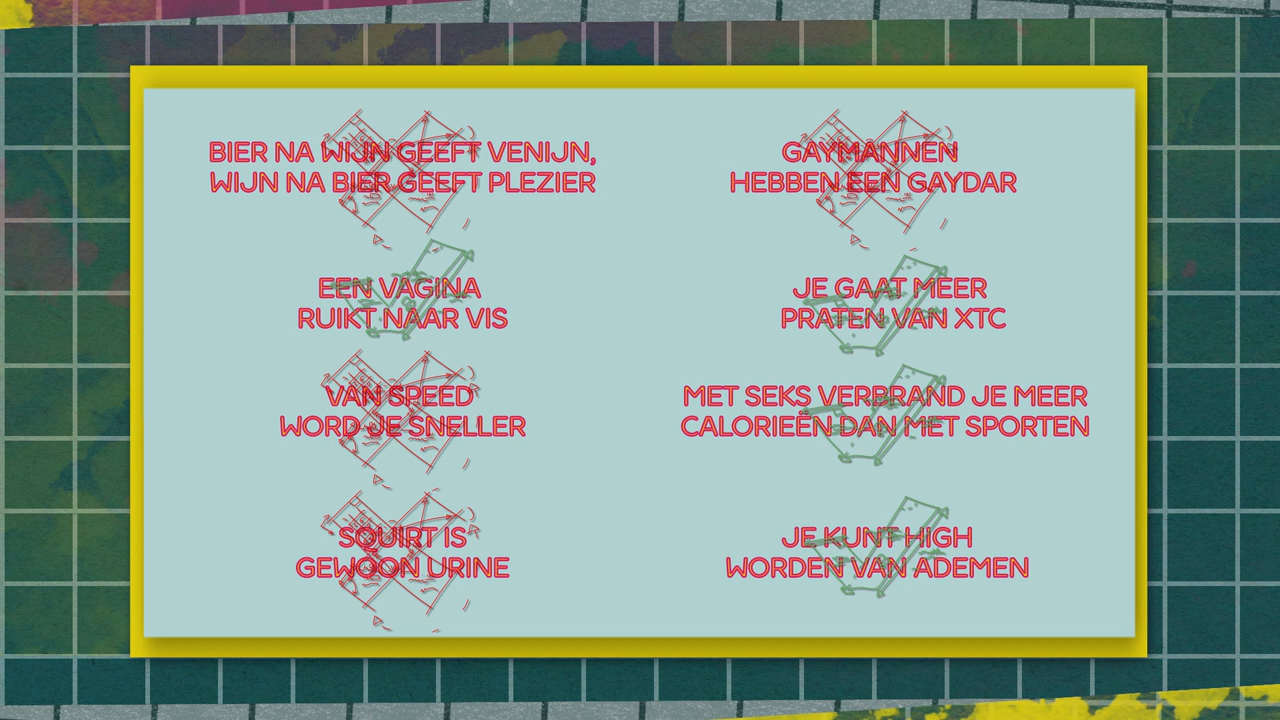 BIER NA WIJN GEEFT VENIJN,
WIJN NA BIER GEEFT PLEZIER
GAYMANNEN
HEBBEN EEN GAYDAR
EEN VAGINA
RUIKT NAAR VIS
JE GAAT MEER
PRATEN VAN XTC
VAN SPEED
WORD JE SNELLER
MET SEKS VERBRAND JE MEER
CALORIEËN DAN MET SPORTEN
SQUIRT IS
GEWOON URINE
JE KUNT HIGH
WORDEN VAN ADEMEN